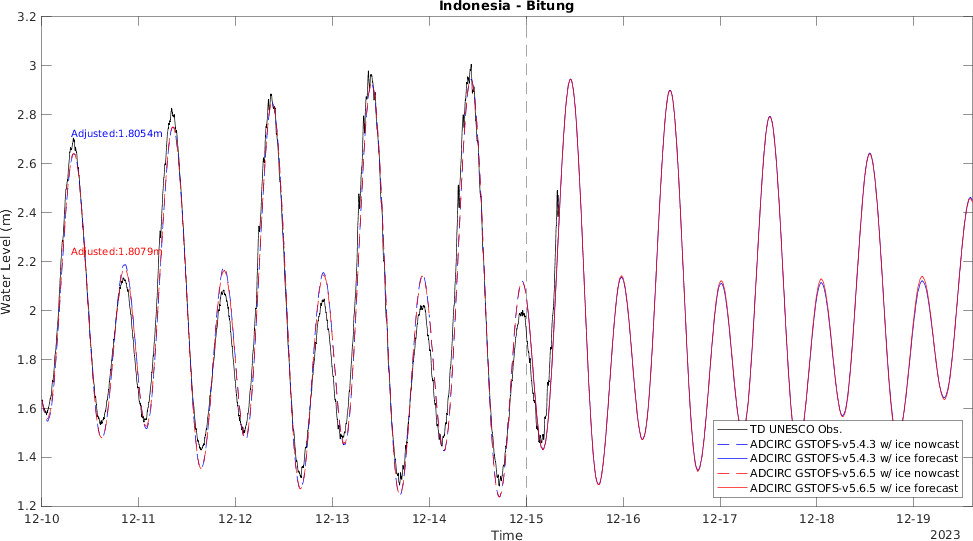 Indonesia - Bitung
Water Level (m)
3.2
3
2.8
2.6
2.4
2.2
2
1.8
1.6
1.4
1.2
Adjusted:1.8054m
Adjusted:1.8079m
TD UNESCO Obs.
ADCIRC GSTOFS-v5.4.3 w/ ice nowcast
ADCIRC GSTOFS-v5.4.3 w/ ice forecast
ADCIRC GSTOFS-v5.6.5 w/ ice nowcast
ADCIRC GSTOFS-v5.6.5 w/ ice forecast
12-10 12-11 12-12 12-13 12-14 12-15 12-16 12-17 12-18 12-19
Time
2023